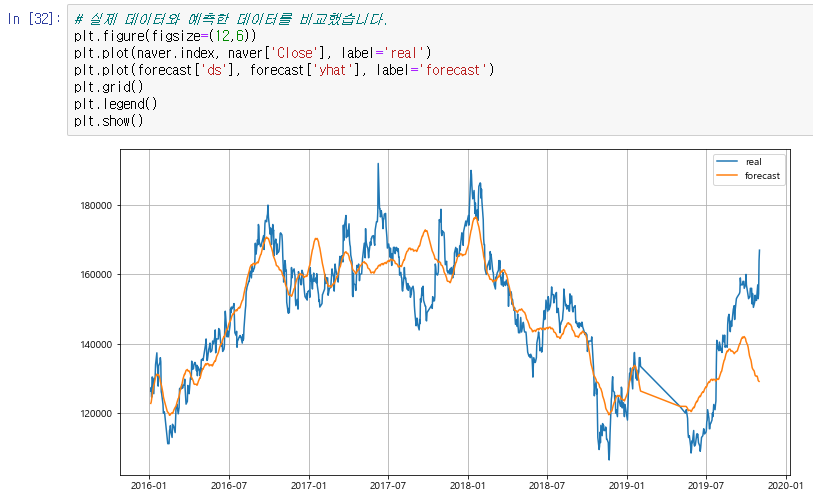 In [32]: # 실제 데이터와 예측한 데이터를 비교했습니다.
plt.figure(figsize=(12,6))
plt.plot(naver.index, naver['Close'], label='real')
plt.plot(forecast['ds'], forecast['yhat'], label='forecast')
plt.grid()
plt.legend()
plt.show()
real
forecast
180000
160000
140000
120000
2016-01 2016-07 2017-01 2017-07 2018-01 2018-07 2019-01 2019-07 2020-01